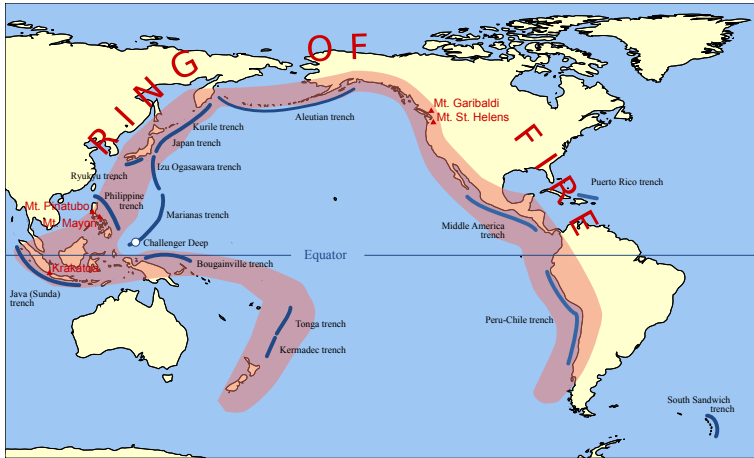 RING OF FIRE
Mt. Garibaldi
Mt. St. Helens
Aleutian trench
Kurile trench
Japan trench
Izu Ogasawara trench
Ryukyu trench
Philippine
trench
Puerto Rico trench
Mt. Pinatubo
Mt. Mayon
Marianas trench
Middle America
trench
Challenger Deep
Equator
Krakatoa
Bougainville trench
Java (Sunda)
trench
Tonga trench
Peru-Chile trench
Kermadec trench
South Sandwich
trench